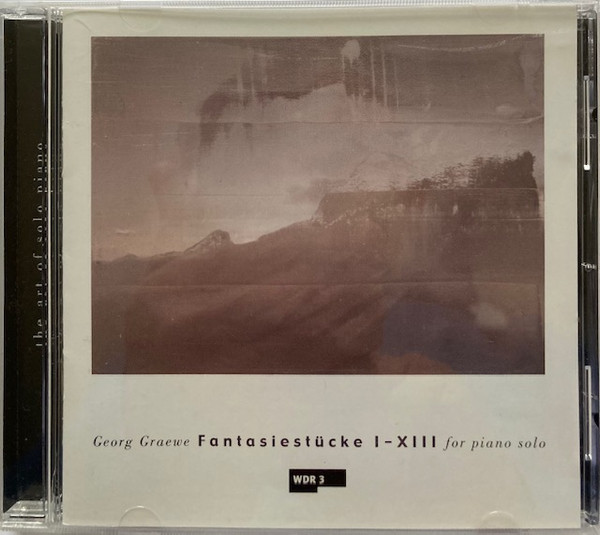 the art of solo piano
Georg Graewe Fantasiestücke I–XIII for piano solo
WDR 3